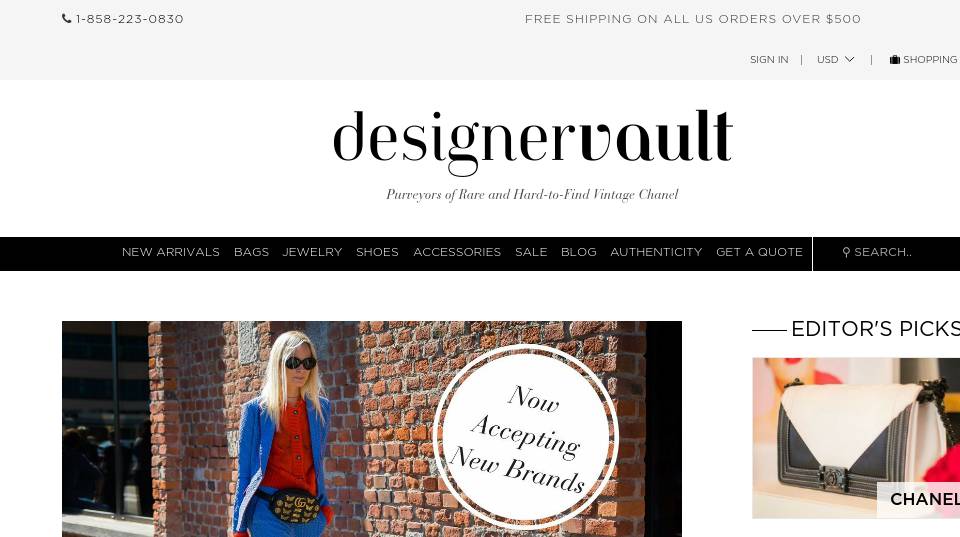 1-858-223-0830
FREE SHIPPING ON ALL US ORDERS OVER $500
SIGN IN | USD | SHOPPING
designervault
Purveyors of Rare and Hard-to-Find Vintage Chanel
NEW ARRIVALS BAGS JEWELRY SHOES ACCESSORIES SALE BLOG AUTHENTICITY GET A QUOTE SEARCH..
EDITOR'S PICKS
Now
Accepting
New Brands
CHANEL